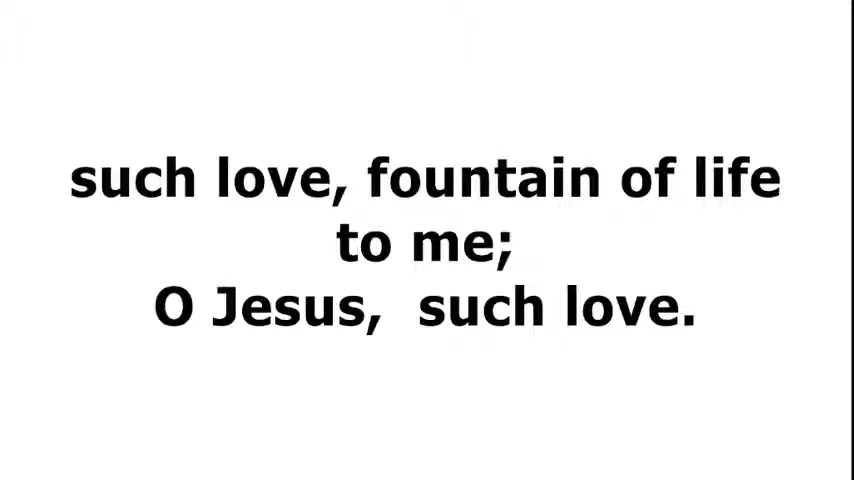 such love, fountain of life
to me;
O Jesus,  such love.